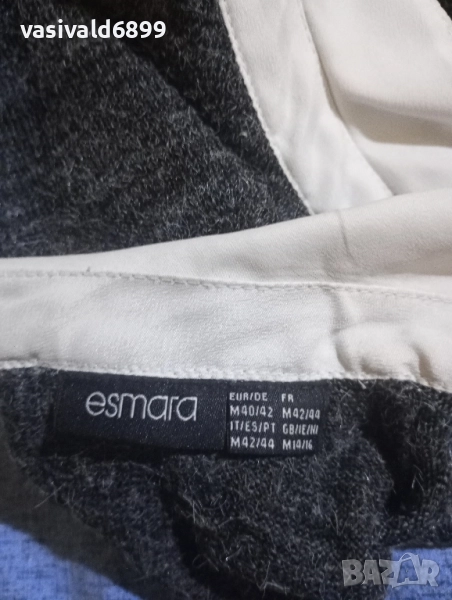 vasivald6899
esmara
EUR/DE FR
M40/42 M42/44
IT/ES/PT GB/IE/NI
M42/44 M14/16
BAZAR